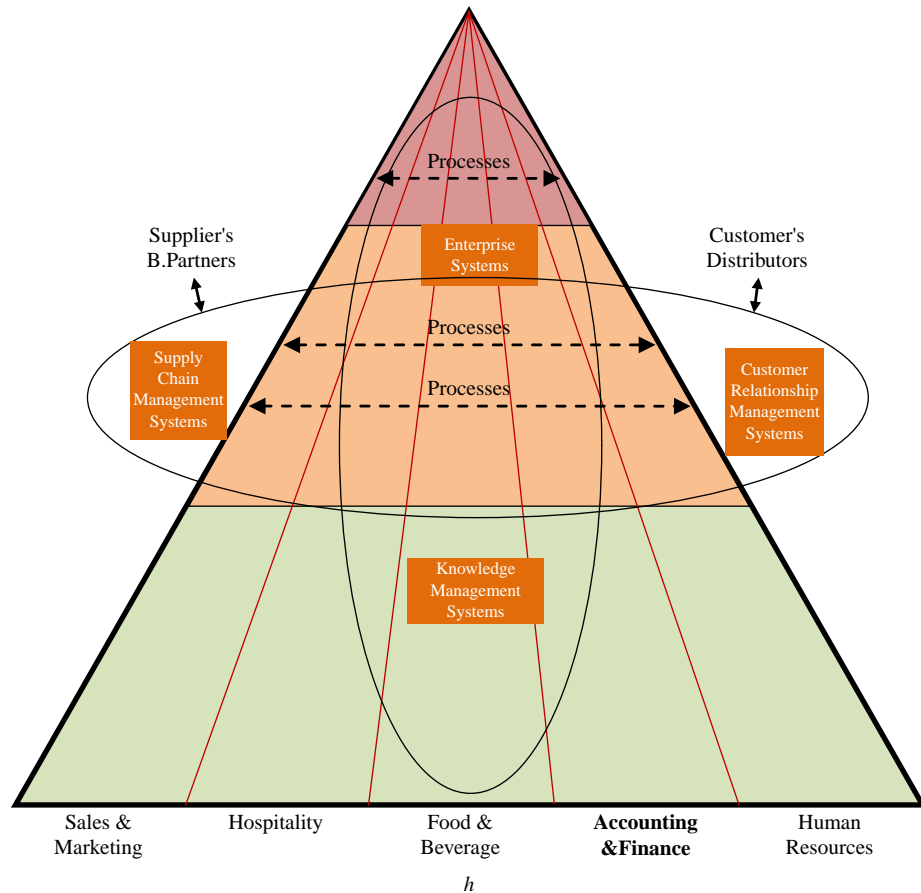 Processes
Enterprise
Systems
Supplier's
B.Partners
Customer's
Distributors
Processes
Supply
Chain
Management
Systems
Processes
Customer
Relationship
Management
Systems
Knowledge
Management
Systems
Sales &
Marketing
Hospitality
Food &
Beverage
Accounting
&Finance
Human
Resources
h